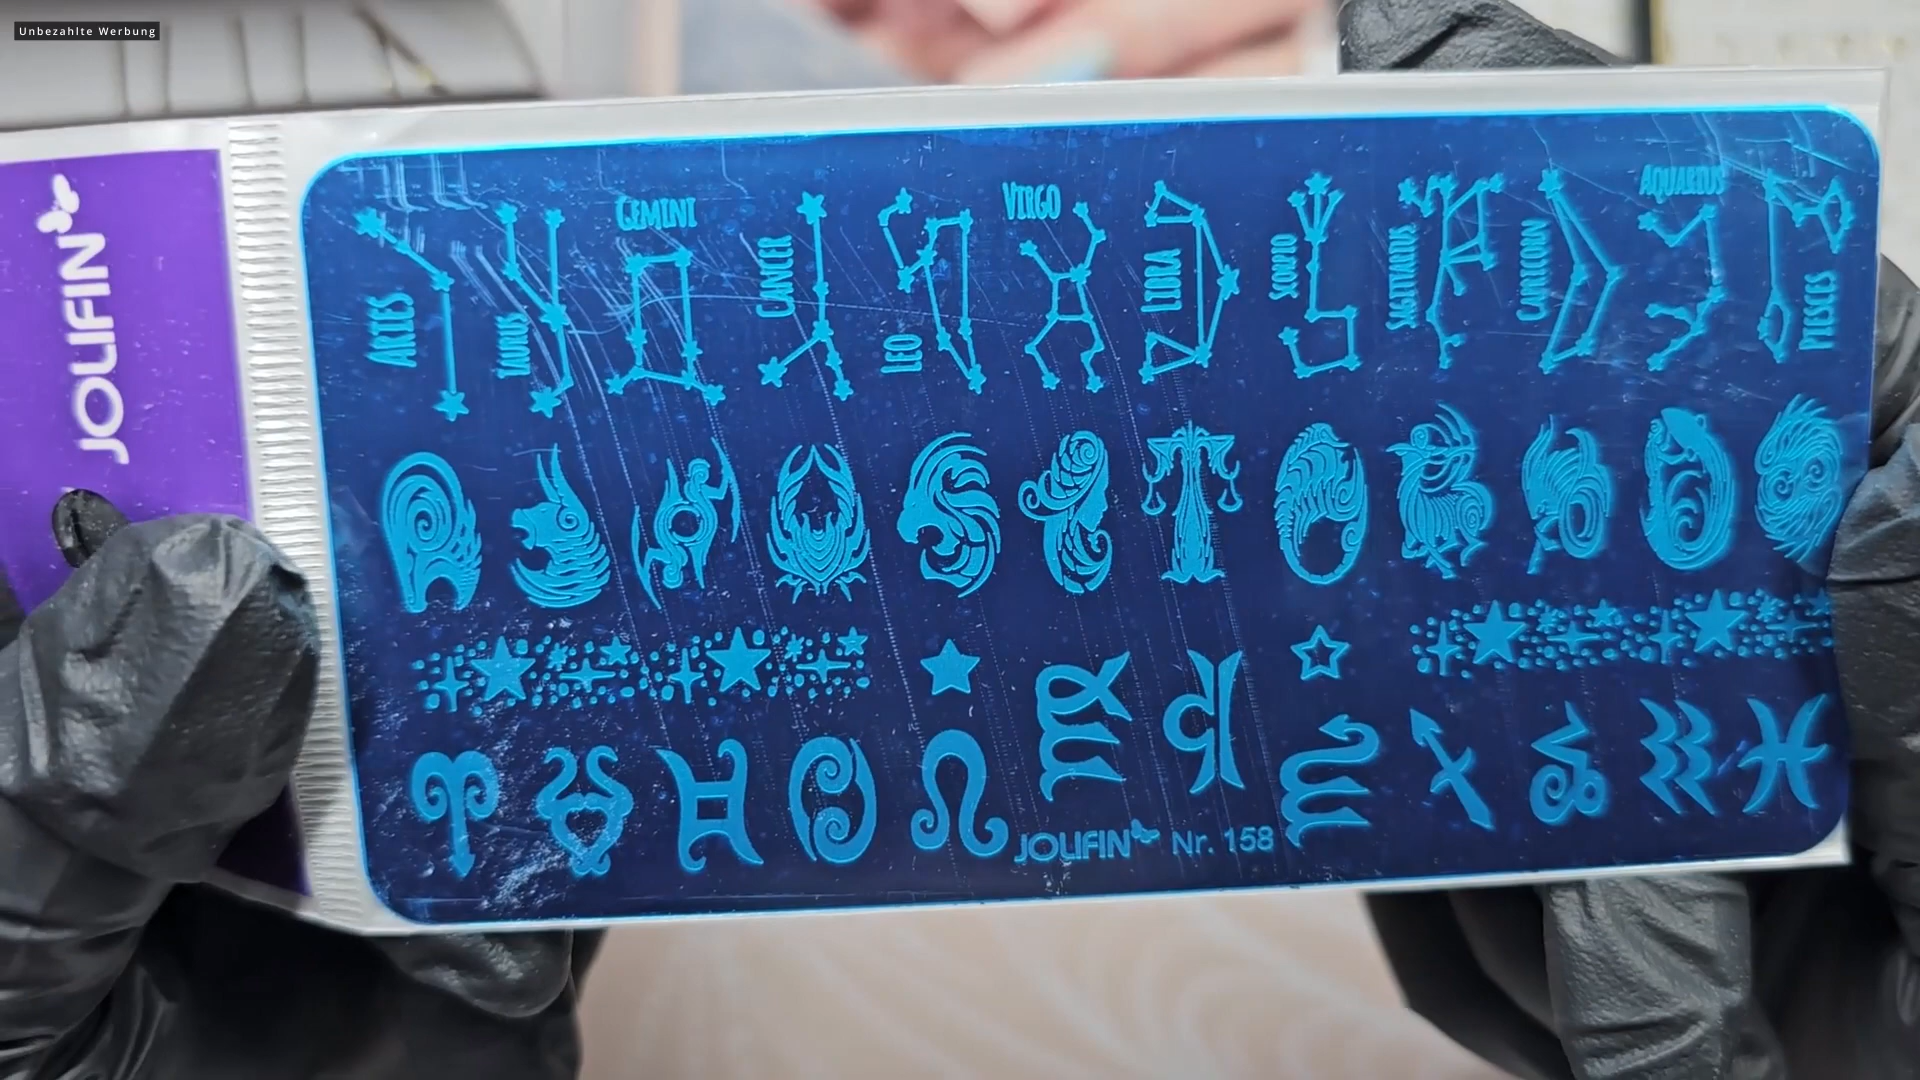 Unbezahlte Werbung
JOLIFIN
ARIES
TAURUS
GEMINI
CANCER
LEO
VIRGO
LIBRA
SCORPIO
SAGITTARIUS
CAPRICORN
AQUARIUS
PISCES
JOLIFIN Nr. 158